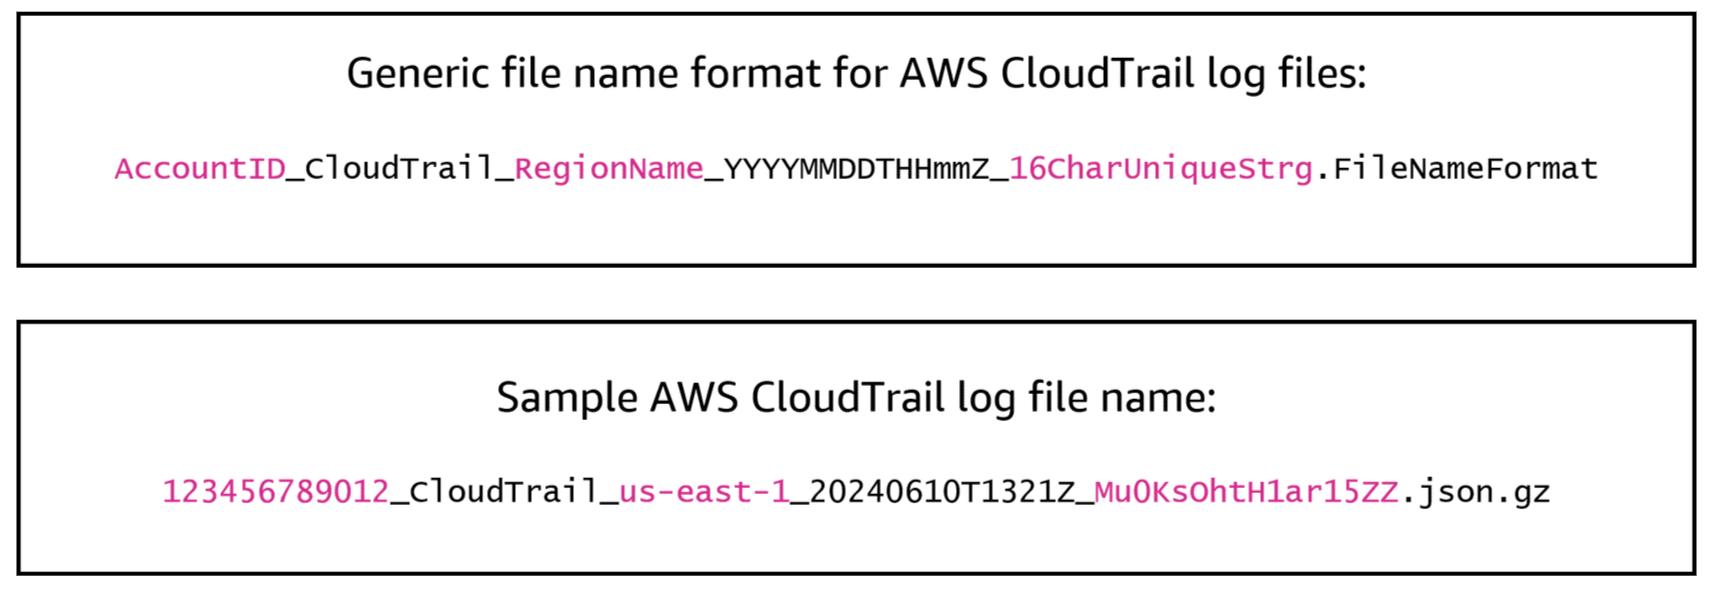 Generic file name format for AWS CloudTrail log files:
AccountID_CloudTrail_RegionName_YYYYMMDDTHHmmZ_16CharUniqueStrg.FileNameFormat
Sample AWS CloudTrail log file name:
123456789012_CloudTrail_us-east-1_20240610T1321Z_Mu0KsOhtH1ar15ZZ.json.gz